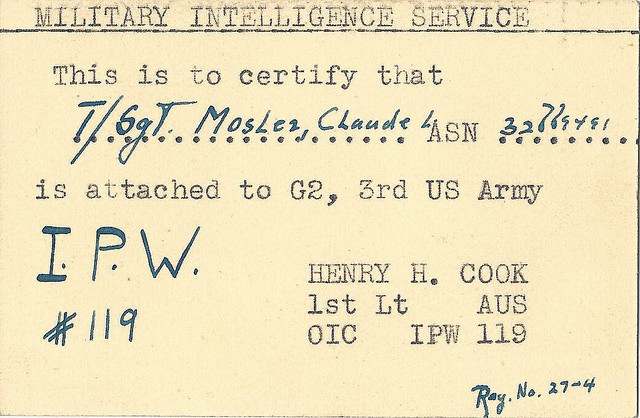 MILITARY INTELLIGENCE SERVICE
This is to certify that
T/Sgt. Mosler, Claude L ASN
is attached to G2, 3rd US Army
I.P.W.
#119
HENRY H. COOK
1st Lt AUS
OIC IPW 119
Reg. No. 27-4